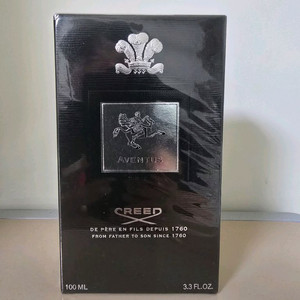 AVENTUS
CREED
DE PÈRE EN FILS DEPUIS 1760
FROM FATHER TO SON SINCE 1760
100 ML
3.3 FL.OZ.